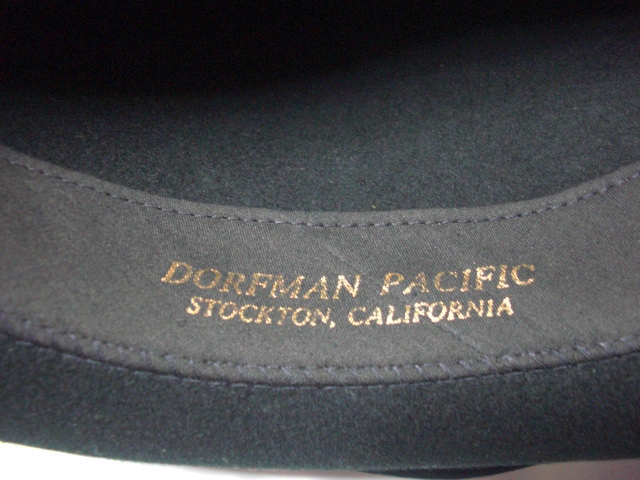 DORFMAN PACIFIC
STOCKTON, CALIFORNIA